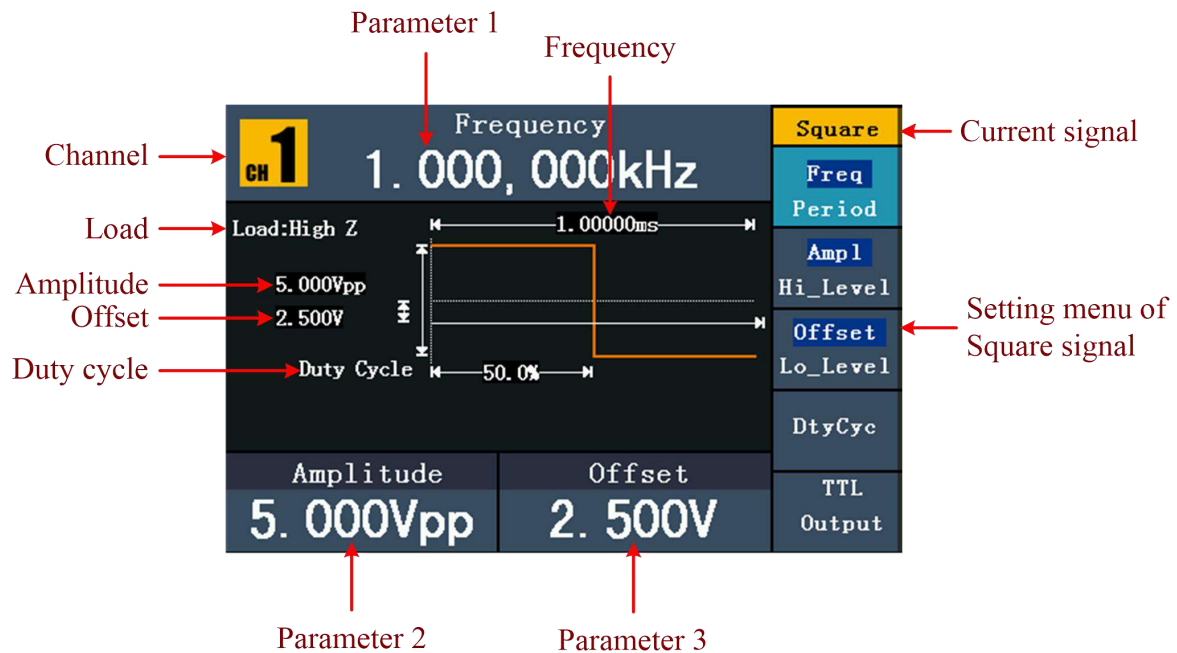 Parameter 1
Frequency
Channel
CH 1
Frequency
1.000,000kHz
Square
Current signal
Freq
Period
Load
Load:High Z
1.00000ms
Ampl
Hi_Level
Amplitude
5.000Vpp
Offset
2.500V
Offset
Lo_Level
Setting menu of
Square signal
Duty cycle
Duty Cycle
50.0%
DtyCyc
Amplitude
5.000Vpp
Offset
2.500V
TTL
Output
Parameter 2
Parameter 3